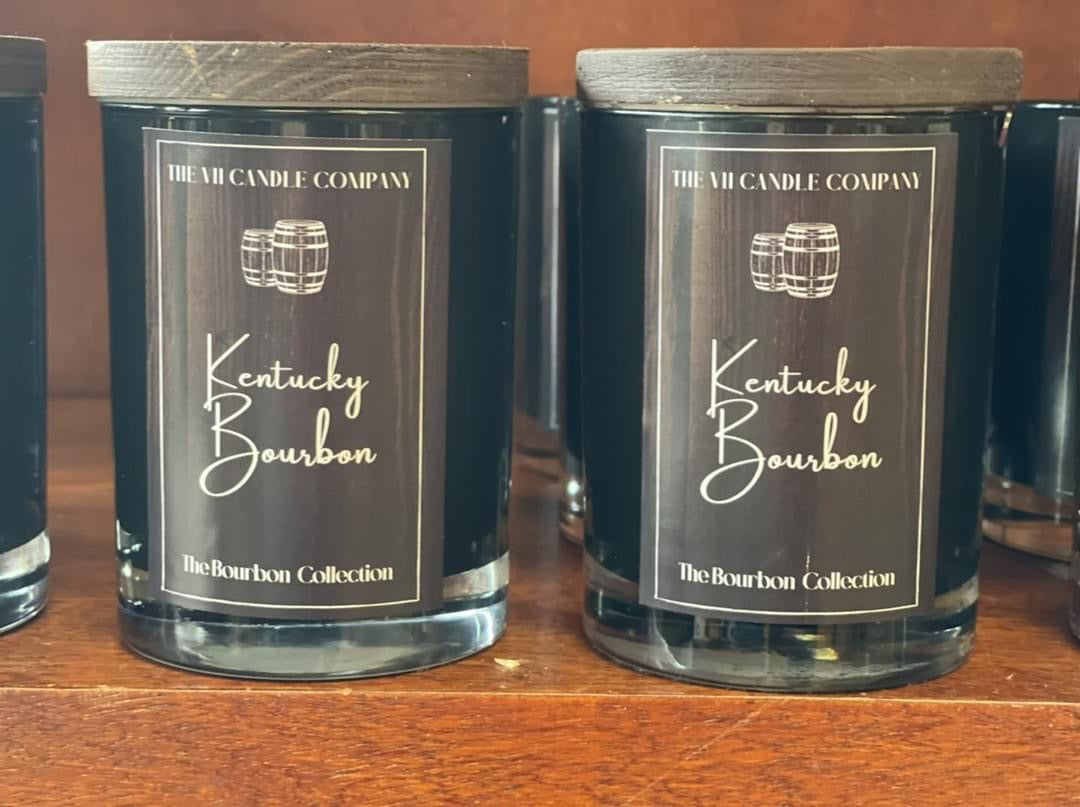 THE VII CANDLE COMPANY
Kentucky
Bourbon
The Bourbon Collection
THE VII CANDLE COMPANY
Kentucky
Bourbon
The Bourbon Collection